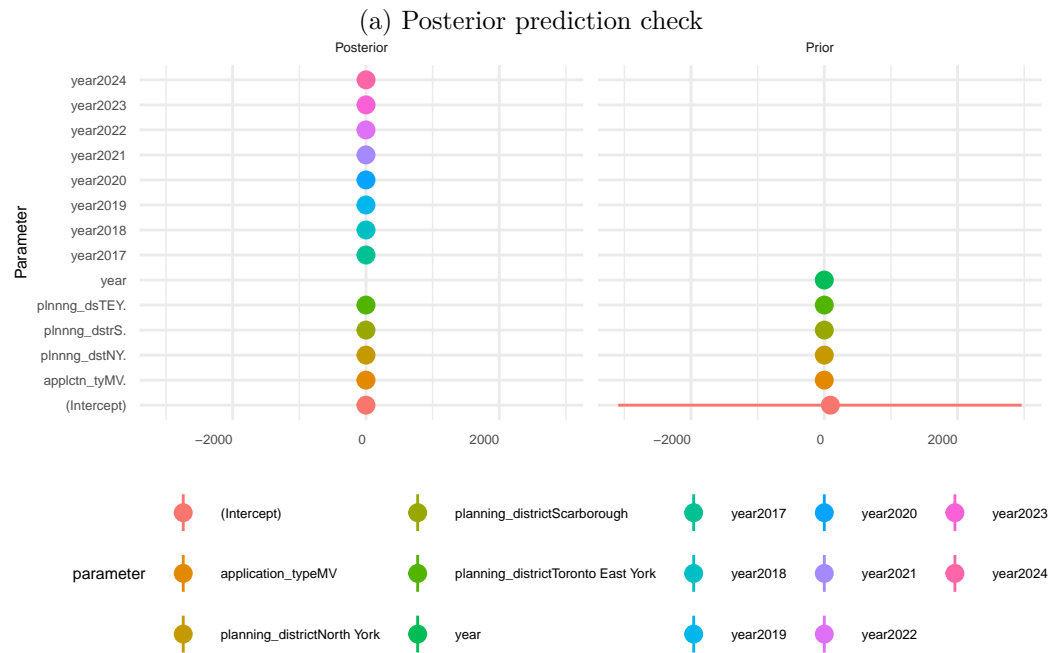 (a) Posterior prediction check
Posterior
Prior
Parameter
year2024
year2023
year2022
year2021
year2020
year2019
year2018
year2017
year
plnnng_dsTEY.
plnnng_dstrS.
plnnng_dstNY.
applctn_tyMV.
(Intercept)
−2000 0 2000 −2000 0 2000
parameter
(Intercept)
application_typeMV
planning_districtNorth York
planning_districtScarborough
planning_districtToronto East York
year
year2017
year2018
year2019
year2020
year2021
year2022
year2023
year2024